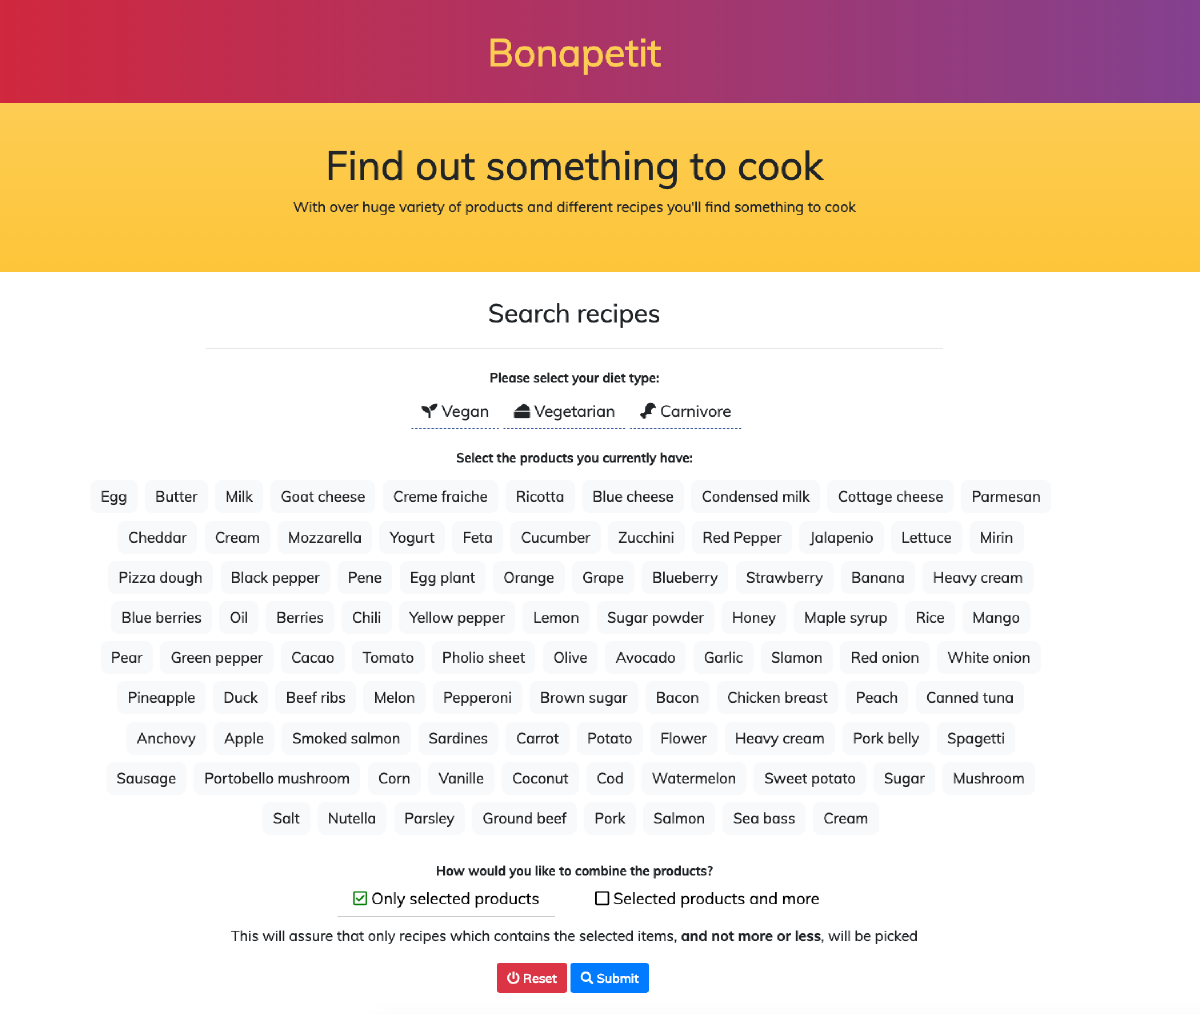 Bonapetit
Find out something to cook
With over huge variety of products and different recipes you'll find something to cook
Search recipes
Please select your diet type:
Vegan Vegetarian Carnivore
Select the products you currently have:
Egg Butter Milk Goat cheese Creme fraiche Ricotta Blue cheese Condensed milk Cottage cheese Parmesan
Cheddar Cream Mozzarella Yogurt Feta Cucumber Zucchini Red Pepper Jalapenio Lettuce Mirin
Pizza dough Black pepper Pene Egg plant Orange Grape Blueberry Strawberry Banana Heavy cream
Blue berries Oil Berries Chili Yellow pepper Lemon Sugar powder Honey Maple syrup Rice Mango
Pear Green pepper Cacao Tomato Pholio sheet Olive Avocado Garlic Slamon Red onion White onion
Pineapple Duck Beef ribs Melon Pepperoni Brown sugar Bacon Chicken breast Peach Canned tuna
Anchovy Apple Smoked salmon Sardines Carrot Potato Flower Heavy cream Pork belly Spagetti
Sausage Portobello mushroom Corn Vanille Coconut Cod Watermelon Sweet potato Sugar Mushroom
Salt Nutella Parsley Ground beef Pork Salmon Sea bass Cream
How would you like to combine the products?
Only selected products Selected products and more
This will assure that only recipes which contains the selected items, and not more or less, will be picked
Reset Submit